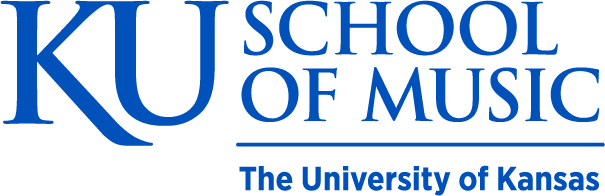 KU SCHOOL
OF MUSIC
The University of Kansas